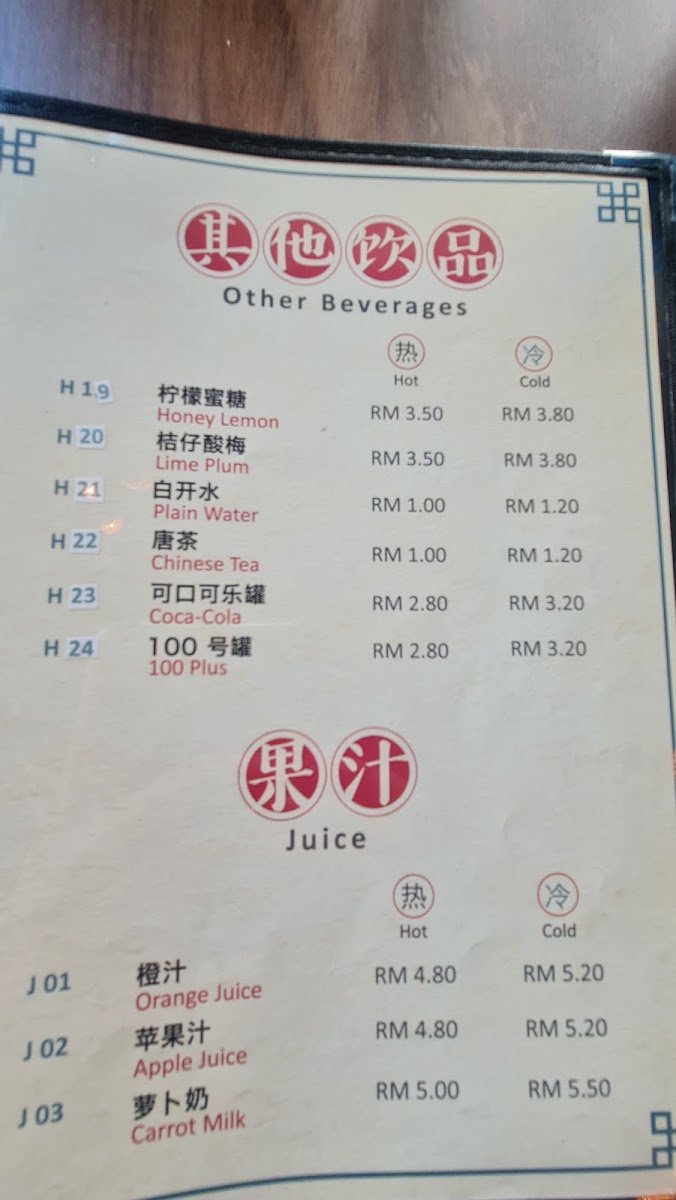 其他饮品
Other Beverages
热 冷
Hot Cold
H 1.9 柠檬蜜糖 RM 3.50 RM 3.80
Honey Lemon
H 20 桔仔酸梅 RM 3.50 RM 3.80
Lime Plum
H 21 白开水 RM 1.00 RM 1.20
Plain Water
H 22 唐茶 RM 1.00 RM 1.20
Chinese Tea
H 23 可口可乐罐 RM 2.80 RM 3.20
Coca-Cola
H 24 100 号罐 RM 2.80 RM 3.20
100 Plus
果汁
Juice
热 冷
Hot Cold
J 01 橙汁 RM 4.80 RM 5.20
Orange Juice
J 02 苹果汁 RM 4.80 RM 5.20
Apple Juice
J 03 萝卜奶 RM 5.00 RM 5.50
Carrot Milk